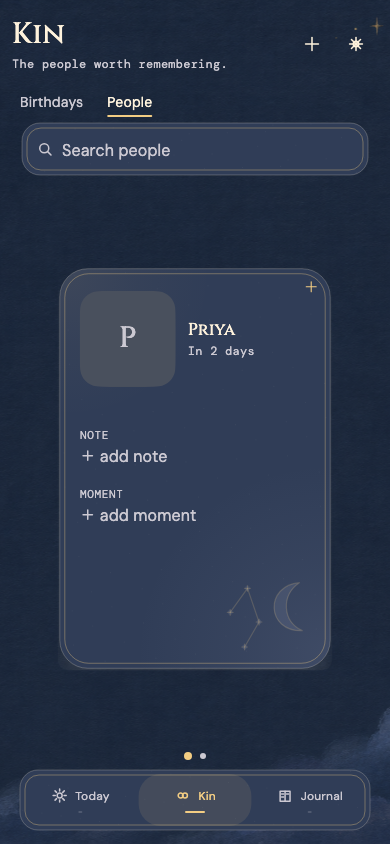 Kin
The people worth remembering.
Birthdays People
Search people
P
Priya
In 2 days
NOTE
+ add note
MOMENT
+ add moment
Today Kin Journal